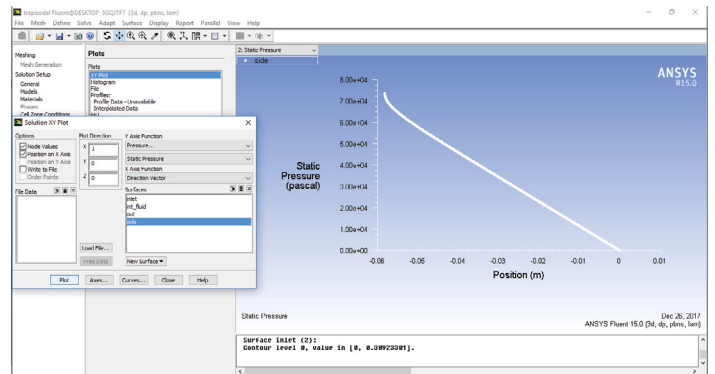 trapizodal Fluent@DESKTOP-SGQJTF7 [3d, dp, pbns, lam]
File Mesh Define Solve Adapt Surface Display Report Parallel View Help
Meshing
Mesh Generation
Solution Setup
General
Models
Materials
Phases
Cell Zone Conditions
Plots
Plots
XY Plot
Histogram
File
Profiles:
Profile Data - Unavailable
Interpolated Data
FFT
2: Static Pressure
side
ANSYS
R15.0
Solution XY Plot
Options
Node Values
Position on X Axis
Position on Y Axis
Write to File
Order Points
File Data
Plot Direction
X 1
Y 0
Z 0
Load File...
Free Data
Y Axis Function
Pressure...
Static Pressure
X Axis Function
Direction Vector
Surfaces
inlet
int_fluid
out
side
New Surface
Plot Axes... Curves... Close Help
8.00e+04
7.00e+04
6.00e+04
5.00e+04
4.00e+04
3.00e+04
2.00e+04
1.00e+04
0.00e+00
Static
Pressure
(pascal)
-0.06 -0.05 -0.04 -0.03 -0.02 -0.01 0 0.01
Position (m)
Static Pressure
Dec 26, 2017
ANSYS Fluent 15.0 (3d, dp, pbns, lam)
Surface inlet (2):
Contour level 0, value in [0, 0.30923301].